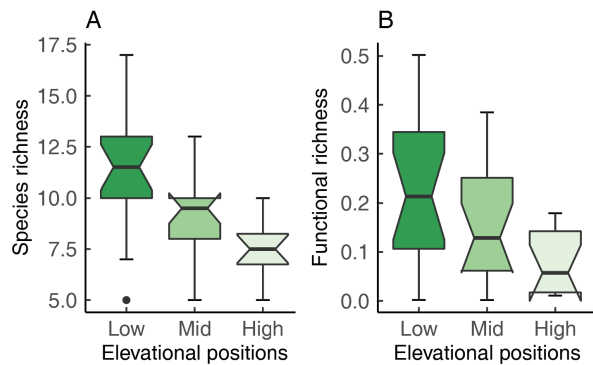 A
Species richness
17.5
15.0
12.5
10.0
7.5
5.0
Low Mid High
Elevational positions
B
Functional richness
0.5
0.4
0.3
0.2
0.1
0.0
Low Mid High
Elevational positions